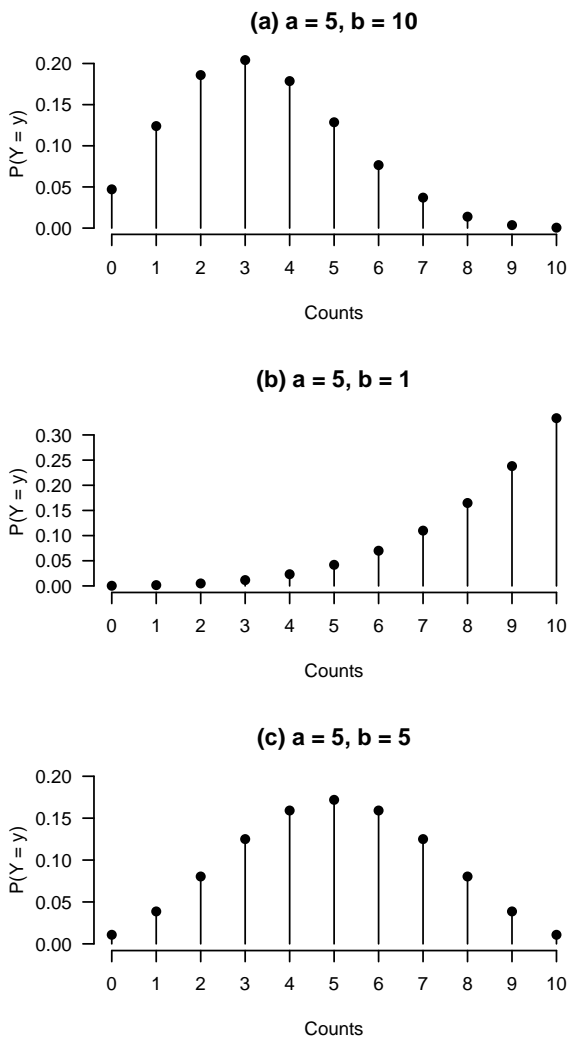 (a) a = 5, b = 10
P(Y = y)
0.20
0.15
0.10
0.05
0.00
0 1 2 3 4 5 6 7 8 9 10
Counts
(b) a = 5, b = 1
P(Y = y)
0.30
0.25
0.20
0.15
0.10
0.05
0.00
0 1 2 3 4 5 6 7 8 9 10
Counts
(c) a = 5, b = 5
P(Y = y)
0.20
0.15
0.10
0.05
0.00
0 1 2 3 4 5 6 7 8 9 10
Counts